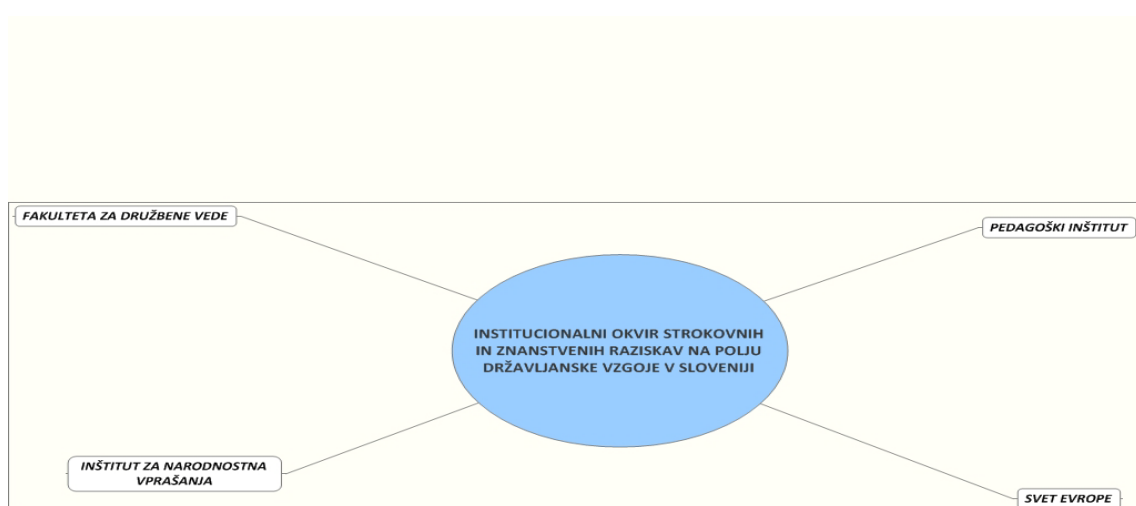 FAKULTETA ZA DRUŽBENE VEDE
PEDAGOŠKI INŠTITUT
INSTITUCIONALNI OKVIR STROKOVNIH
IN ZNANSTVENIH RAZISKAV NA POLJU
DRŽAVLJANSKE VZGOJE V SLOVENIJI
INŠTITUT ZA NARODNOSTNA
VPRAŠANJA
SVET EVROPE